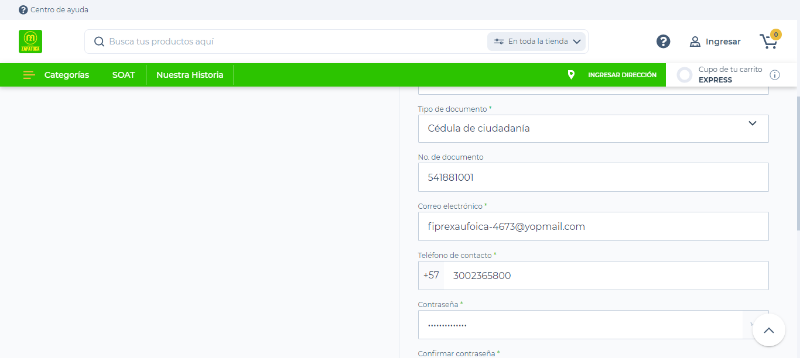 Centro de ayuda
Busca tus productos aquí
En toda la tienda
Ingresar
0
Categorías
SOAT
Nuestra Historia
INGRESAR DIRECCIÓN
Cupo de tu carrito
EXPRESS
Tipo de documento *
Cédula de ciudadanía
No. de documento
541881001
Correo electrónico *
fiprexaufoica-4673@yopmail.com
Teléfono de contacto *
+57 3002365800
Contraseña *
••••••••••••••
Confirmar contraseña *